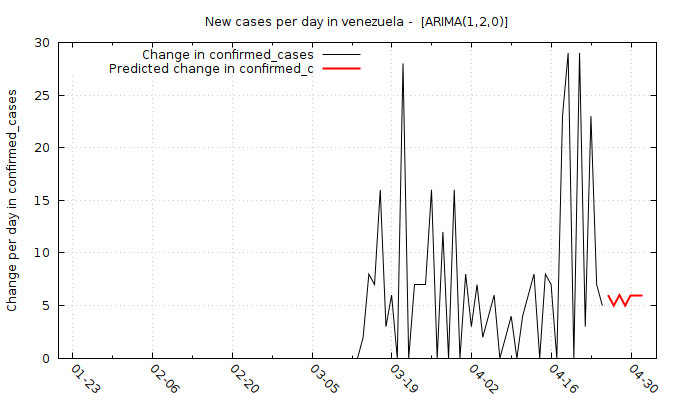 New cases per day in venezuela - [ARIMA(1,2,0)]
Change in confirmed_cases
Predicted change in confirmed_c
Change per day in confirmed_cases
30
25
20
15
10
5
0
01-23 02-06 02-20 03-05 03-19 04-02 04-16 04-30